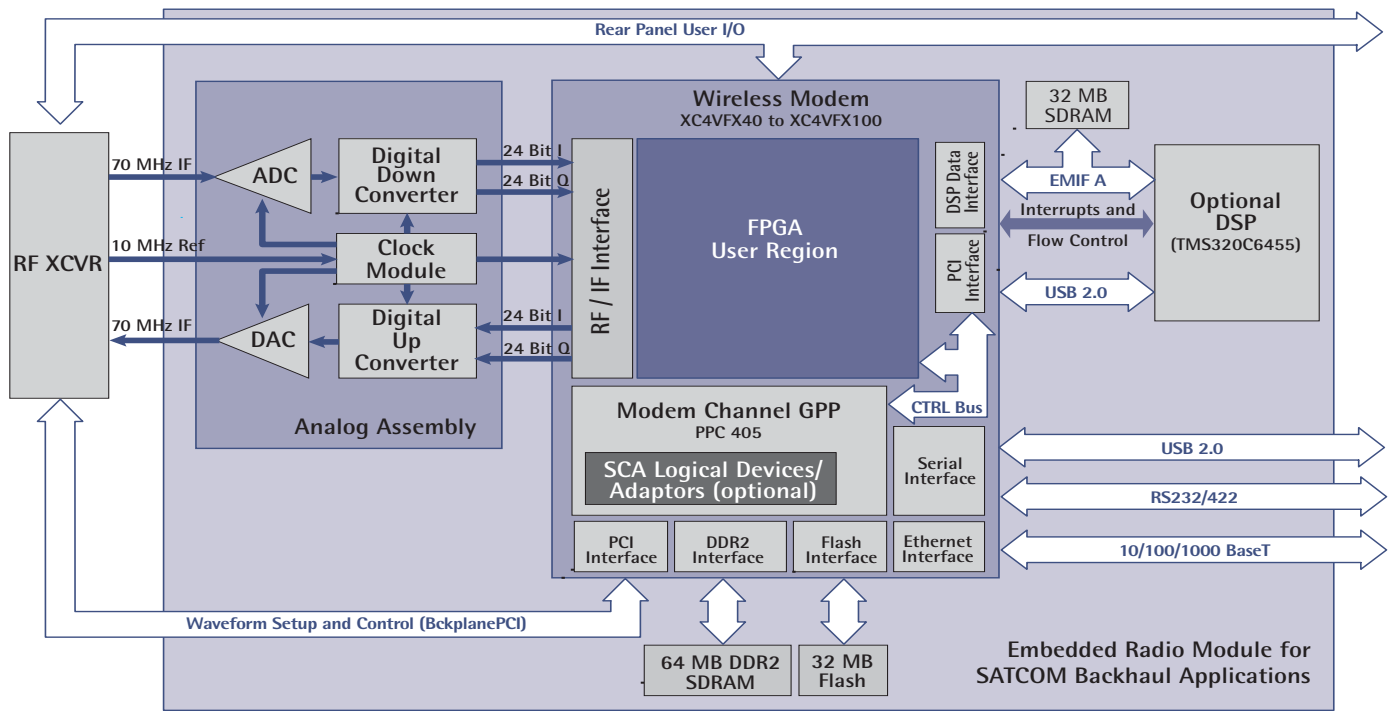 Rear Panel User I/O
RF XCVR
70 MHz IF
10 MHz Ref
70 MHz IF
ADC
Digital
Down
Converter
Clock
Module
DAC
Digital
Up
Converter
Analog Assembly
24 Bit I
24 Bit Q
24 Bit I
24 Bit Q
Wireless Modem
XC4VFX40 to XC4VFX100
RF / IF Interface
FPGA
User Region
DSP Data
Interface
PCI
Interface
CTRL Bus
Modem Channel GPP
PPC 405
SCA Logical Devices/
Adaptors (optional)
Serial
Interface
PCI
Interface
DDR2
Interface
Flash
Interface
Ethernet
Interface
32 MB
SDRAM
EMIF A
Interrupts and
Flow Control
USB 2.0
Optional
DSP
(TMS320C6455)
USB 2.0
RS232/422
10/100/1000 BaseT
Waveform Setup and Control (BckplanePCI)
64 MB DDR2
SDRAM
32 MB
Flash
Embedded Radio Module for
SATCOM Backhaul Applications